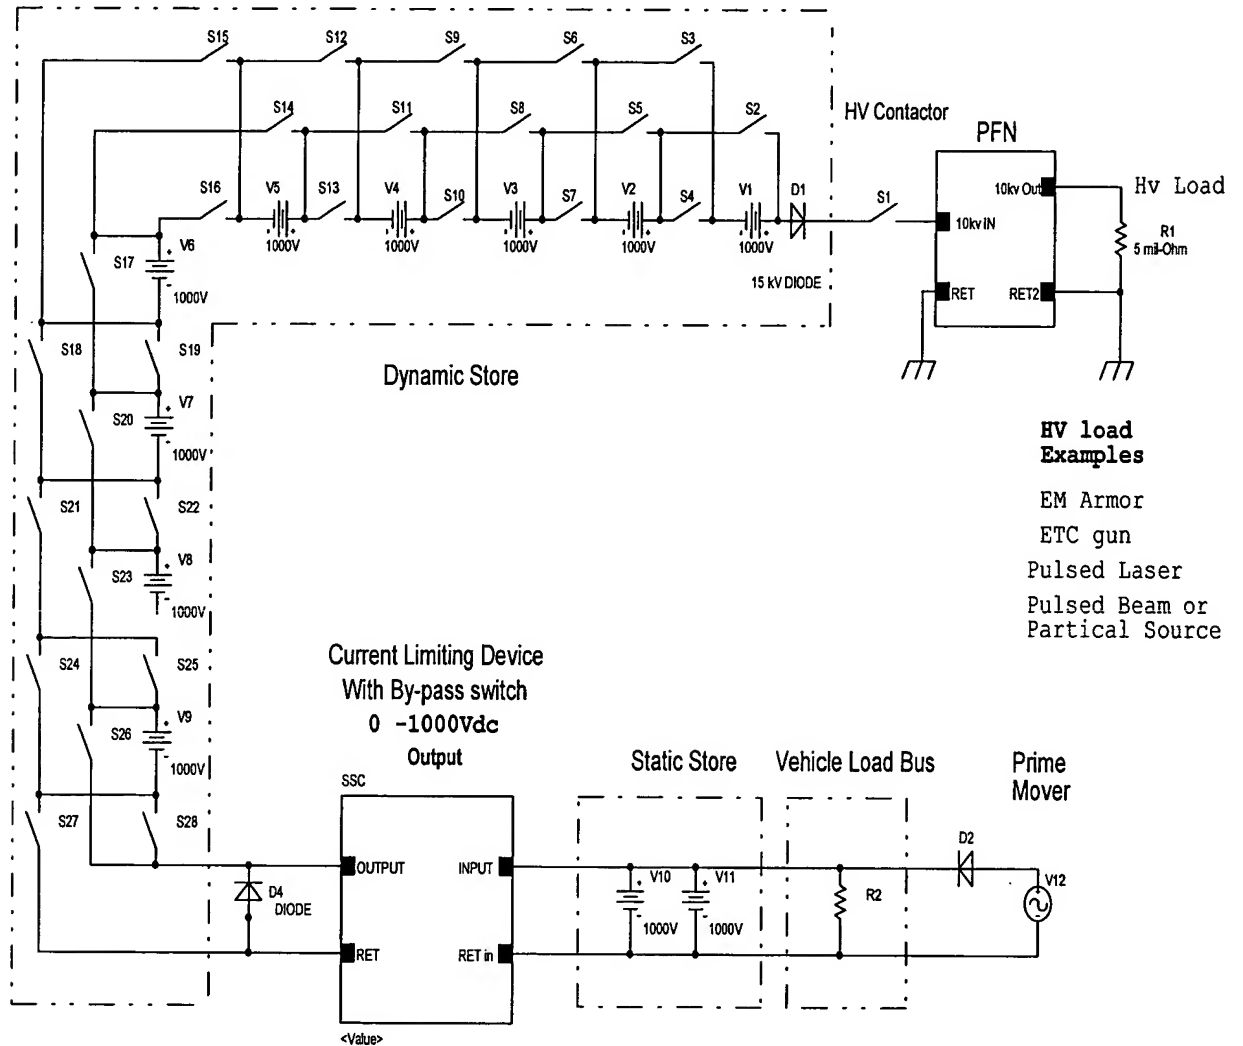 S15
S12
S9
S6
S3
S14
S11
S8
S5
S2
HV Contactor
PFN
S16
V5
S13
V4
S10
V3
S7
V2
S4
V1
D1
S1
10kv Out
Hv Load
+ -
1000V
+ -
1000V
+ -
1000V
+ -
1000V
+ -
1000V
10kv IN
R1
5 mil-Ohm
15 kV DIODE
RET
RET2
V6
+
-
1000V
S17
S18
S19
Dynamic Store
V7
+
-
1000V
S20
S21
S22
V8
+
-
1000V
S23
S24
S25
V9
+
-
1000V
S26
S27
S28
HV load
Examples
EM Armor
ETC gun
Pulsed Laser
Pulsed Beam or
Partical Source
Current Limiting Device
With By-pass switch
0 -1000Vdc
Output
SSC
OUTPUT
INPUT
RET
RET in
<Value>
D4
DIODE
Static Store
V10
+
-
1000V
V11
+
-
1000V
Vehicle Load Bus
R2
Prime
Mover
D2
V12
+
-